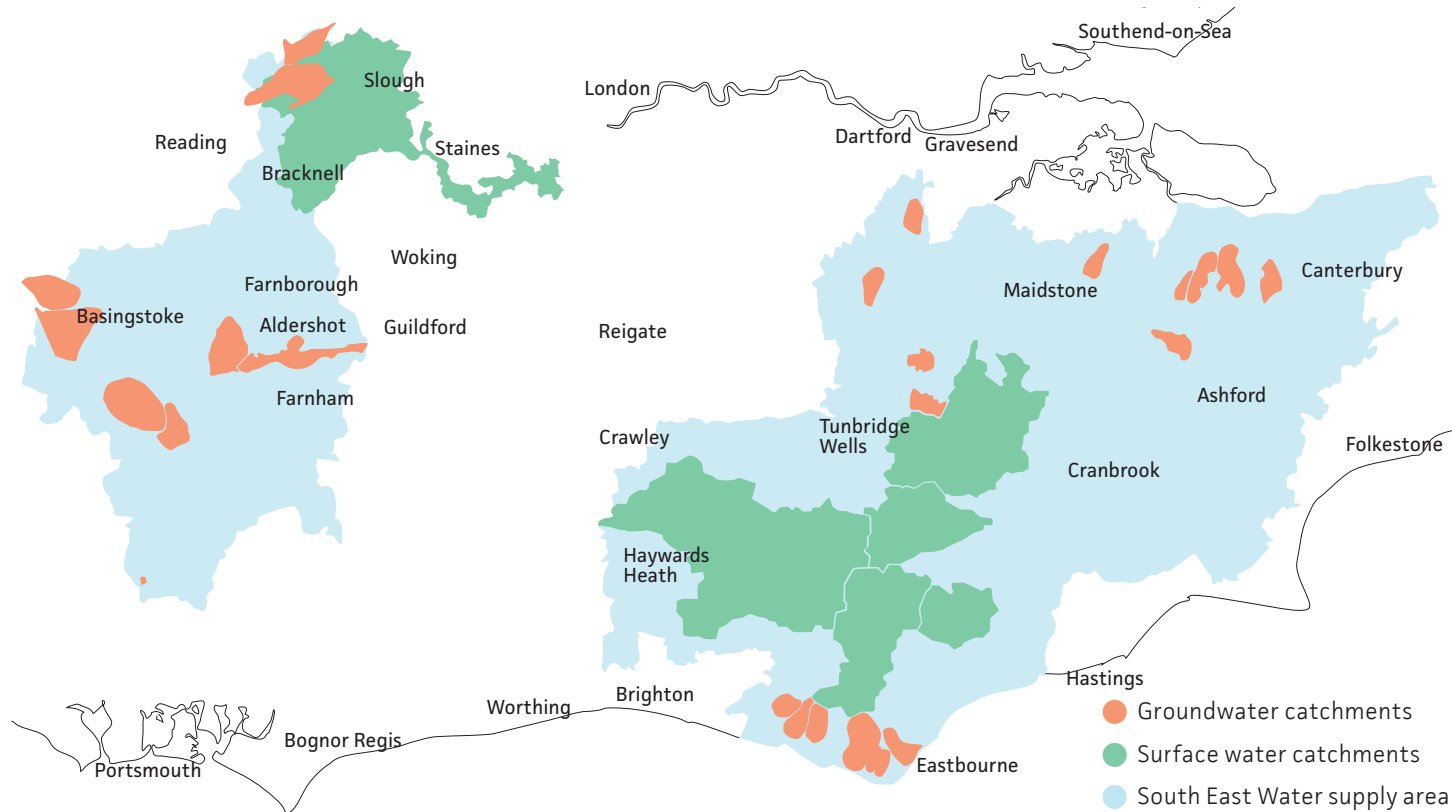 Southend-on-Sea
Slough
London
Reading
Staines
Dartford
Gravesend
Bracknell
Woking
Farnborough
Canterbury
Maidstone
Basingstoke
Aldershot
Guildford
Reigate
Farnham
Ashford
Tunbridge
Wells
Crawley
Folkestone
Cranbrook
Haywards
Heath
Hastings
Brighton
Worthing
Bognor Regis
Portsmouth
Eastbourne
Groundwater catchments
Surface water catchments
South East Water supply area